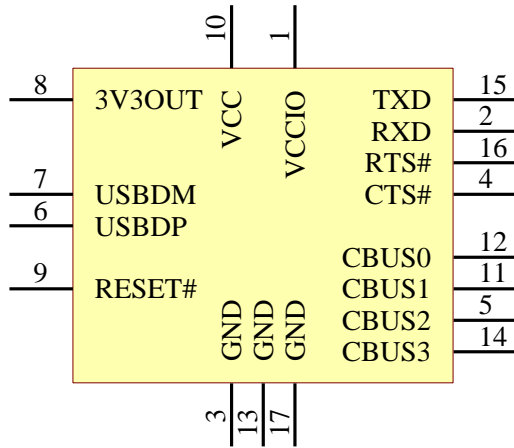 10 1
8 3V3OUT VCC VCCIO TXD 15
RXD 2
RTS# 16
7 USBDM CTS# 4
6 USBDP
CBUS0 12
9 RESET# CBUS1 11
GND GND GND CBUS2 5
CBUS3 14
3 13 17